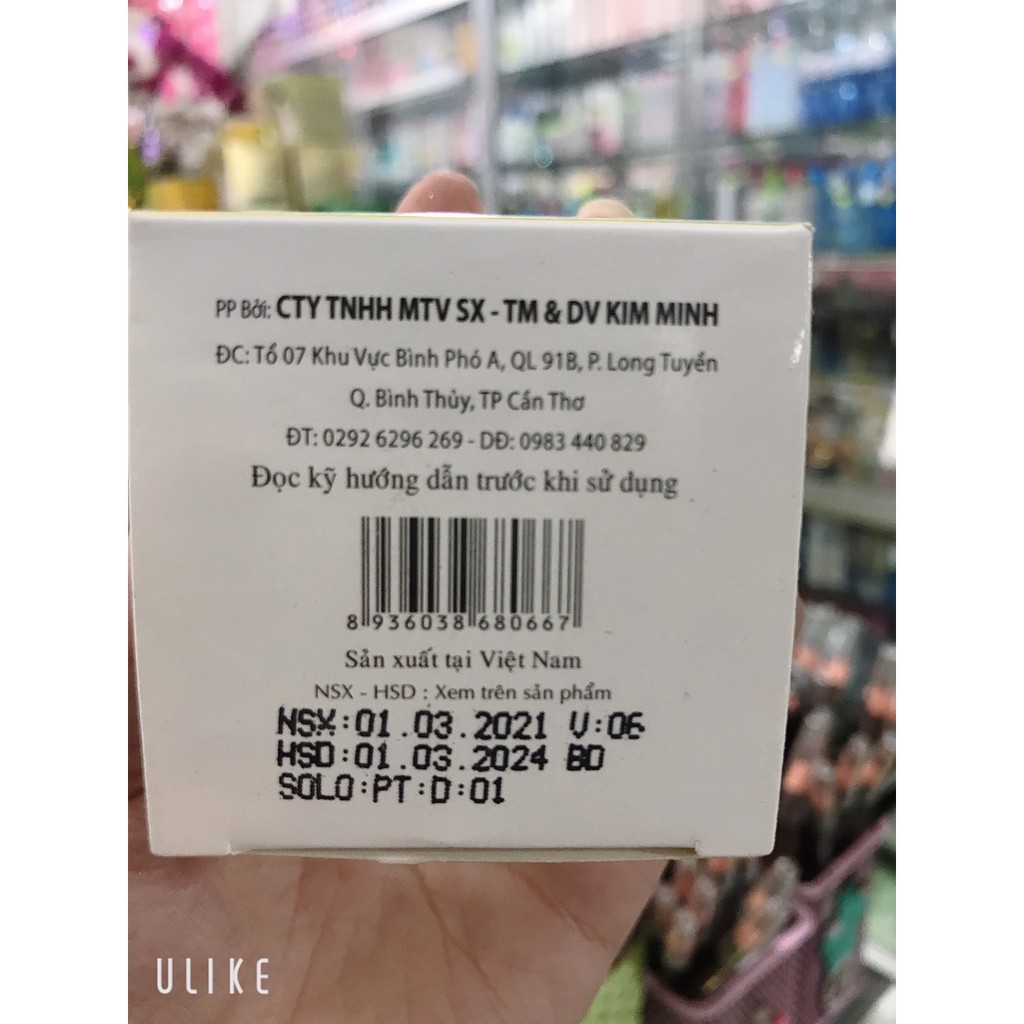 PP Bởi: CTY TNHH MTV SX - TM & DV KIM MINH
ĐC: Tổ 07 Khu Vực Bình Phó A, QL 91B, P. Long Tuyền
Q. Bình Thủy, TP Cần Thơ
ĐT: 0292 6296 269 - DĐ: 0983 440 829
Đọc kỹ hướng dẫn trước khi sử dụng
8 936038 680667
Sản xuất tại Việt Nam
NSX - HSD : Xem trên sản phẩm
NSX:01.03.2021 V:06
HSD:01.03.2024 BD
SOLO:PT:D:01
ULIKE